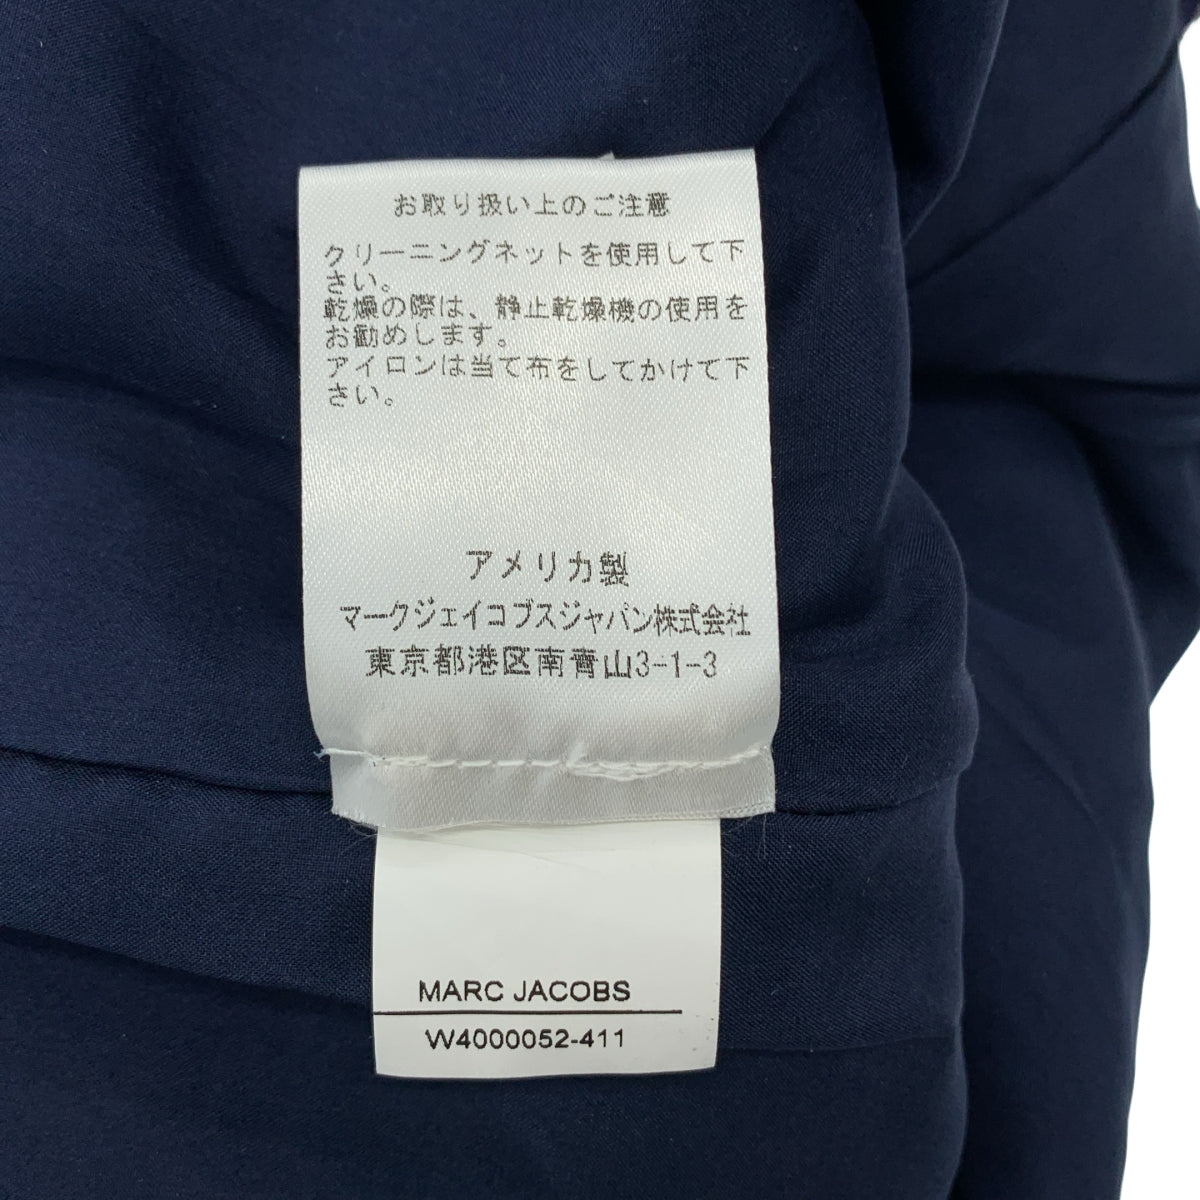 お取り扱い上のご注意
クリーニングネットを使用して下
さい。
乾燥の際は、静止乾燥機の使用を
お勧めします。
アイロンは当て布をしてかけて下
さい。
アメリカ製
マークジェイコブスジャパン株式会社
東京都港区南青山3-1-3
MARC JACOBS
W4000052-411